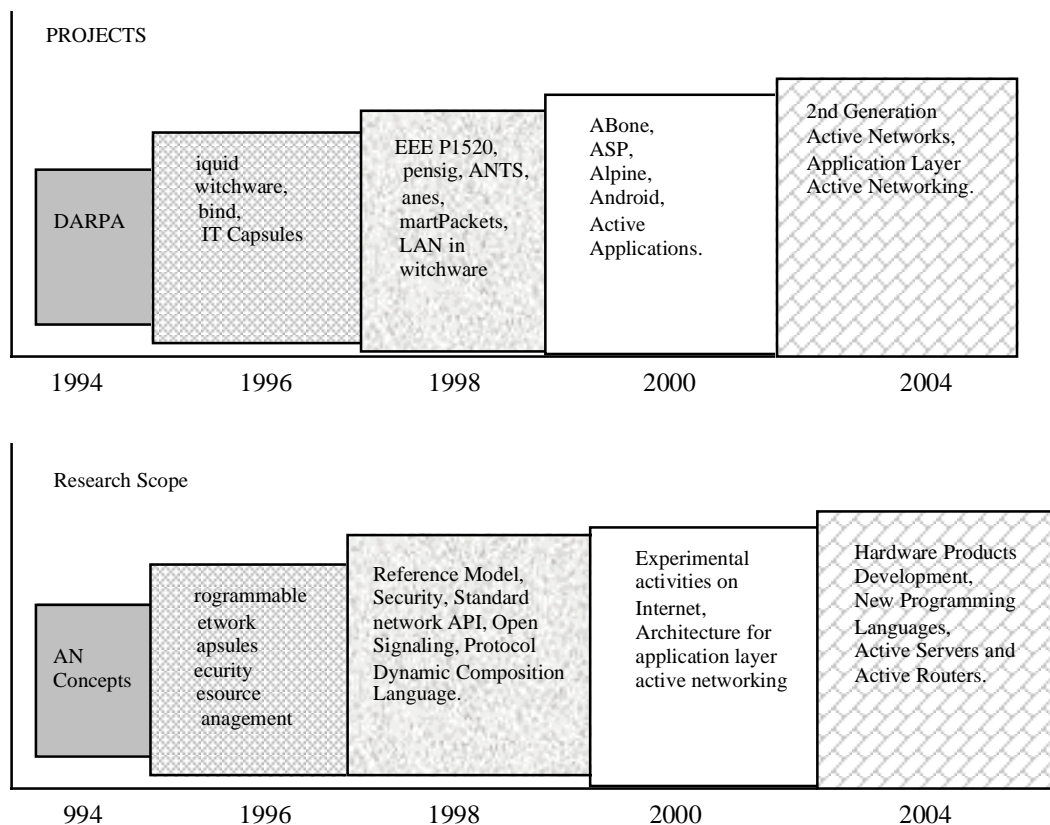 PROJECTS
DARPA
iquid
witchware,
bind,
IT Capsules
EEE P1520,
pensig, ANTS,
anes,
martPackets,
LAN in
witchware
ABone,
ASP,
Alpine,
Android,
Active
Applications.
2nd Generation
Active Networks,
Application Layer
Active Networking.
1994
1996
1998
2000
2004
Research Scope
AN
Concepts
rogrammable
etwork
apsules
ecurity
esource
anagement
Reference Model,
Security, Standard
network API, Open
Signaling, Protocol
Dynamic Composition
Language.
Experimental
activities on
Internet,
Architecture for
application layer
active networking
Hardware Products
Development,
New Programming
Languages,
Active Servers and
Active Routers.
994
1996
1998
2000
2004